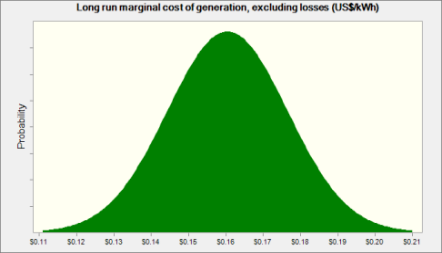 Long run marginal cost of generation, excluding losses (US$/kWh)
Probability
$0.11 $0.12 $0.13 $0.14 $0.15 $0.16 $0.17 $0.18 $0.19 $0.20 $0.21